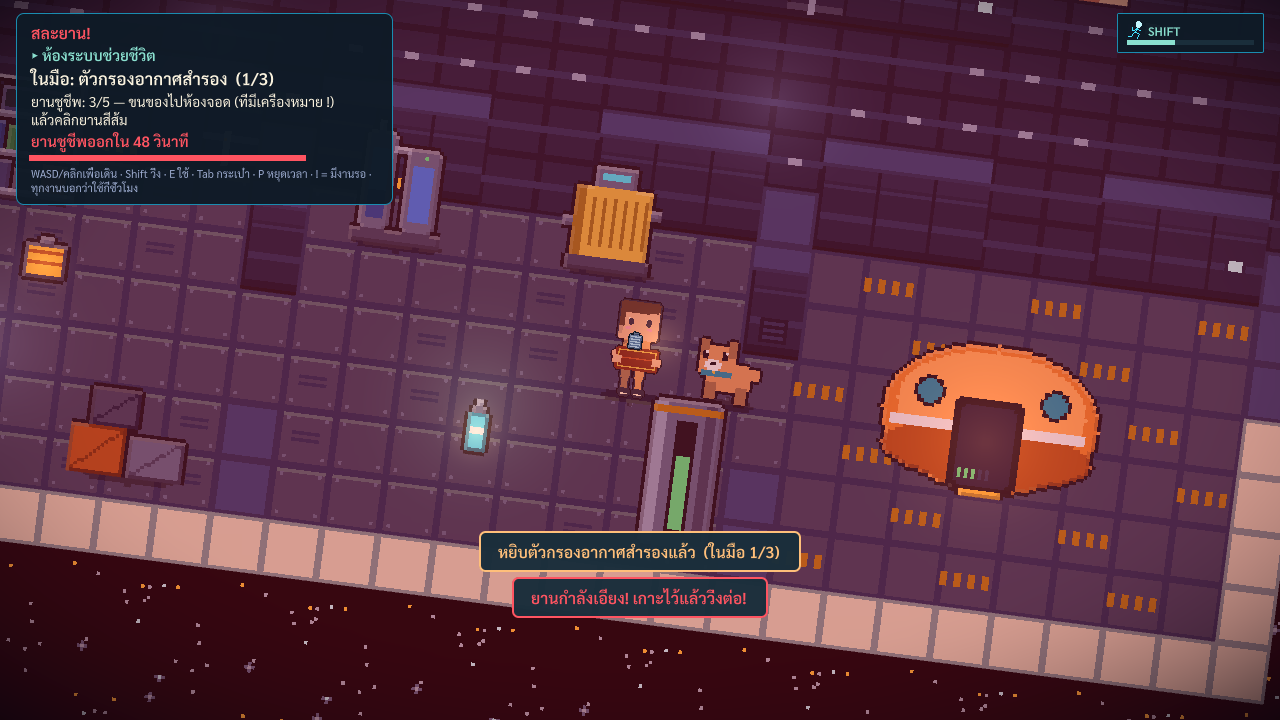 สละยาน!
▸ ห้องระบบช่วยชีวิต
ในมือ: ตัวกรองอากาศสำรอง (1/3)
ยานชูชีพ: 3/5 — ขนของไปห้องจอด (ที่มีเครื่องหมาย !)
แล้วคลิกยานสีส้ม
ยานชูชีพออกใน 48 วินาที
WASD/คลิกเพื่อเดิน · Shift วิ่ง · E ใช้ · Tab กระเป๋า · P หยุดเวลา · ! = มีงานรอ ·
ทุกงานบอกว่าใช้กี่ชั่วโมง
SHIFT
หยิบตัวกรองอากาศสำรองแล้ว (ในมือ 1/3)
ยานกำลังเอียง! เกาะไว้แล้ววิ่งต่อ!